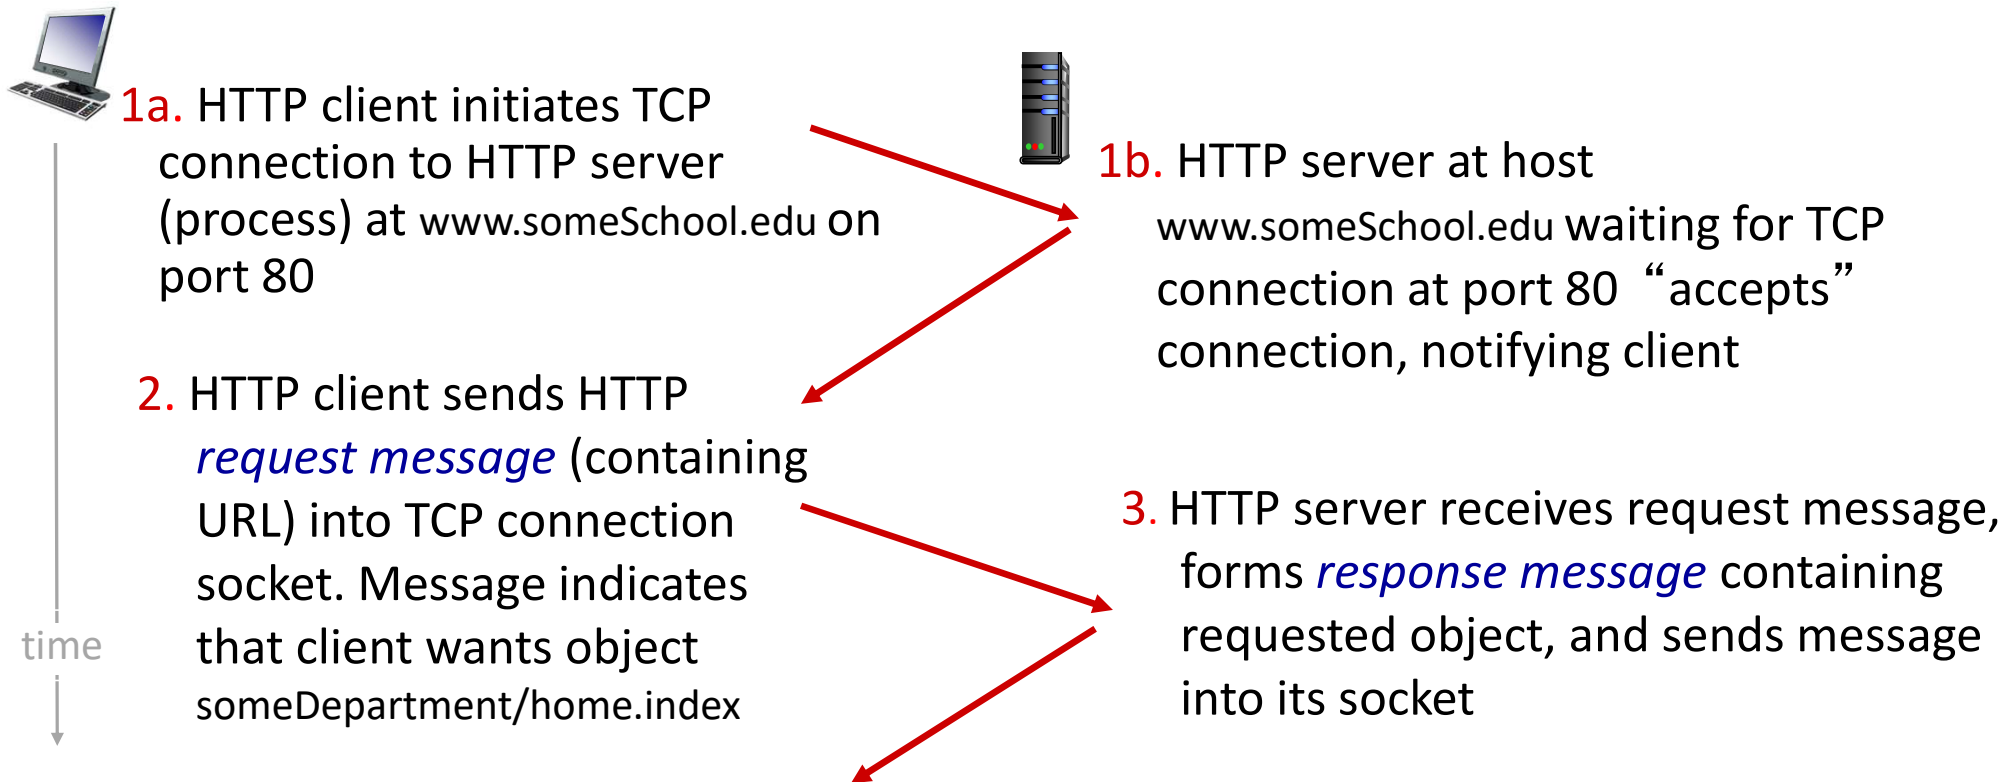 1a. HTTP client initiates TCP
connection to HTTP server
(process) at www.someSchool.edu on
port 80
1b. HTTP server at host
www.someSchool.edu waiting for TCP
connection at port 80 “accepts”
connection, notifying client
2. HTTP client sends HTTP
request message (containing
URL) into TCP connection
socket. Message indicates
that client wants object
someDepartment/home.index
3. HTTP server receives request message,
forms response message containing
requested object, and sends message
into its socket
time